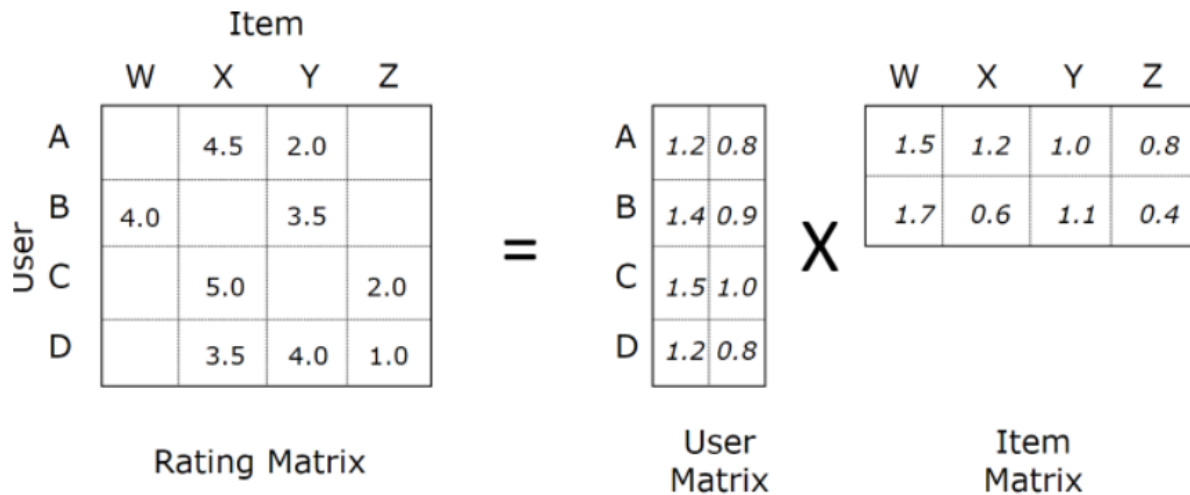 Item
W X Y Z
A 4.5 2.0
B 4.0 3.5
C 5.0 2.0
D 3.5 4.0 1.0
User
Rating Matrix
=
A 1.2 0.8
B 1.4 0.9
C 1.5 1.0
D 1.2 0.8
User
Matrix
X
W X Y Z
1.5 1.2 1.0 0.8
1.7 0.6 1.1 0.4
Item
Matrix